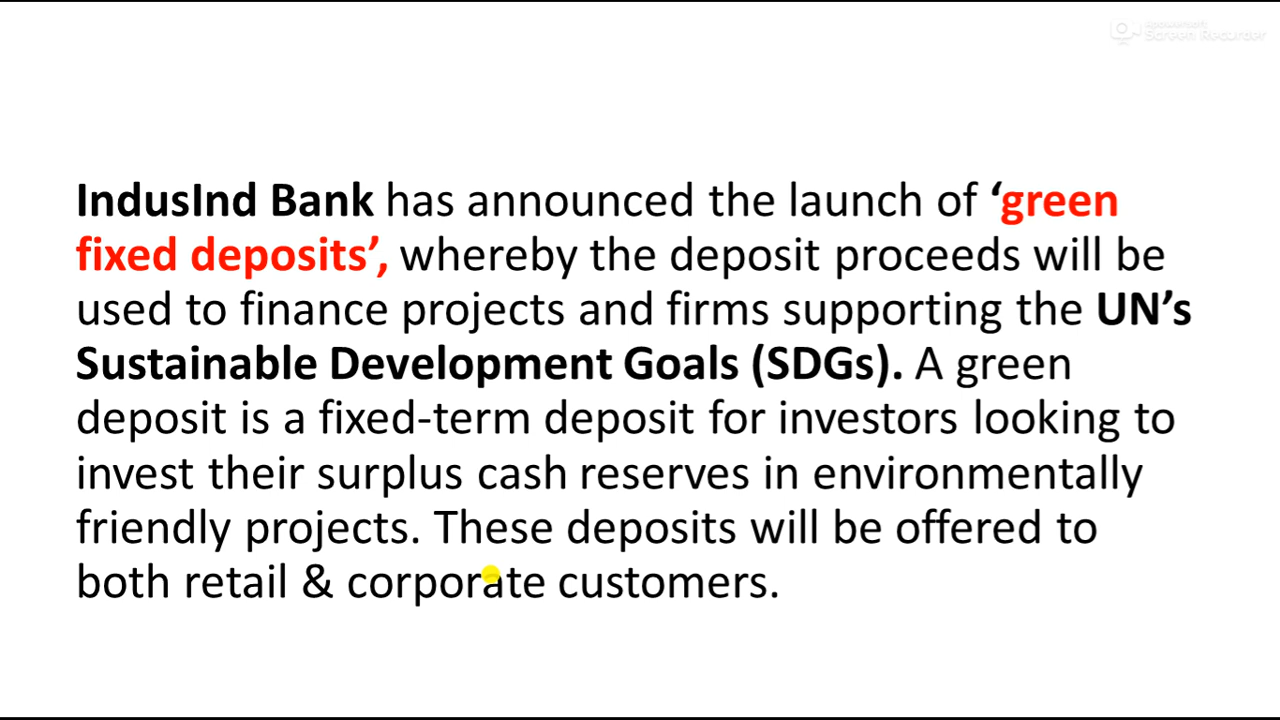 Apowersoft
Screen Recorder
IndusInd Bank has announced the launch of ‘green
fixed deposits’, whereby the deposit proceeds will be
used to finance projects and firms supporting the UN’s
Sustainable Development Goals (SDGs). A green
deposit is a fixed-term deposit for investors looking to
invest their surplus cash reserves in environmentally
friendly projects. These deposits will be offered to
both retail & corporate customers.